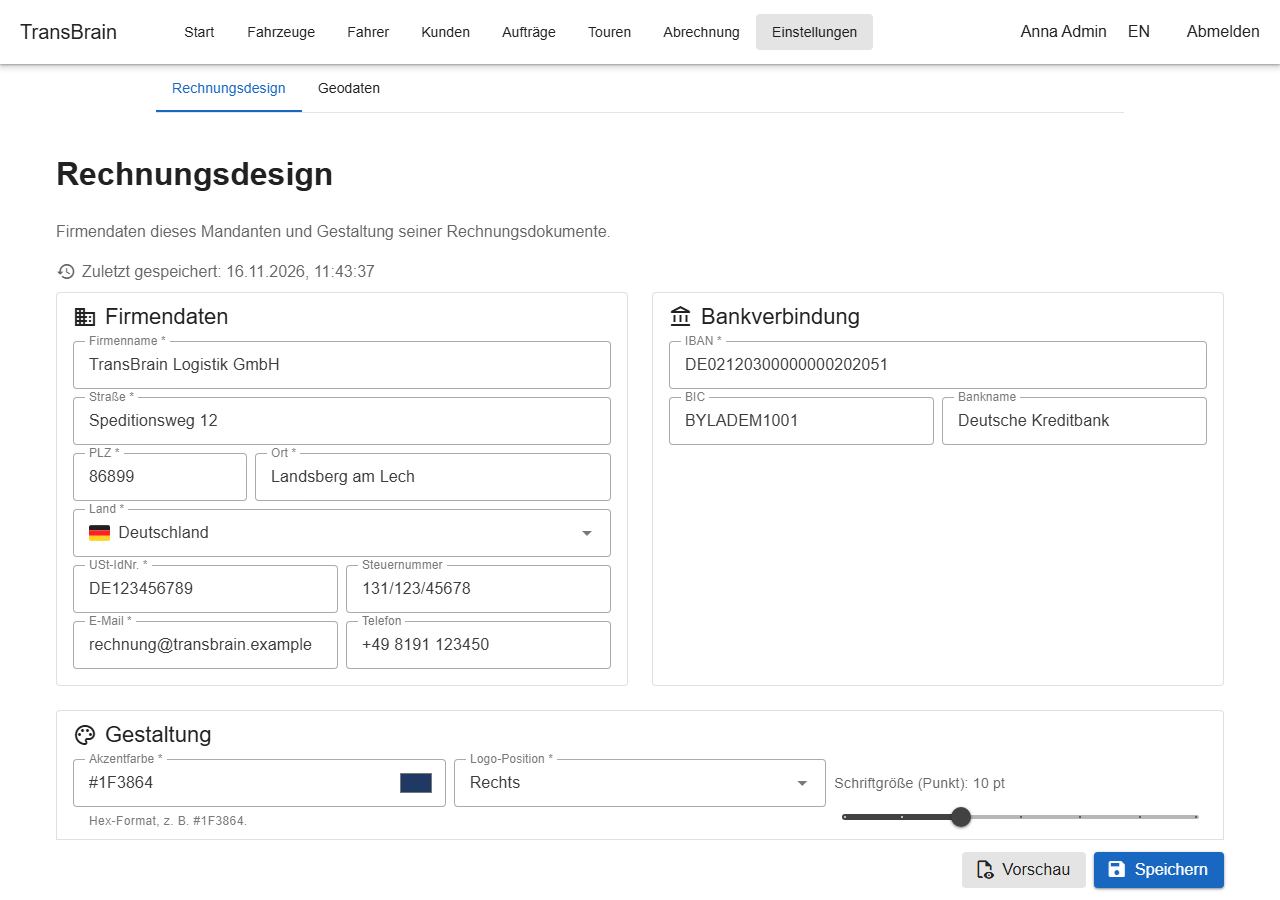 TransBrain Start Fahrzeuge Fahrer Kunden Aufträge Touren Abrechnung Einstellungen Anna Admin EN Abmelden
Rechnungsdesign Geodaten
Rechnungsdesign
Firmendaten dieses Mandanten und Gestaltung seiner Rechnungsdokumente.
Zuletzt gespeichert: 16.11.2026, 11:43:37
Firmendaten
Firmenname *
TransBrain Logistik GmbH
Straße *
Speditionsweg 12
PLZ * Ort *
86899 Landsberg am Lech
Land *
Deutschland
USt-IdNr. * Steuernummer
DE123456789 131/123/45678
E-Mail * Telefon
rechnung@transbrain.example +49 8191 123450
Bankverbindung
IBAN *
DE02120300000000202051
BIC Bankname
BYLADEM1001 Deutsche Kreditbank
Gestaltung
Akzentfarbe * Logo-Position *
#1F3864 Rechts Schriftgröße (Punkt): 10 pt
Hex-Format, z. B. #1F3864.
Vorschau Speichern